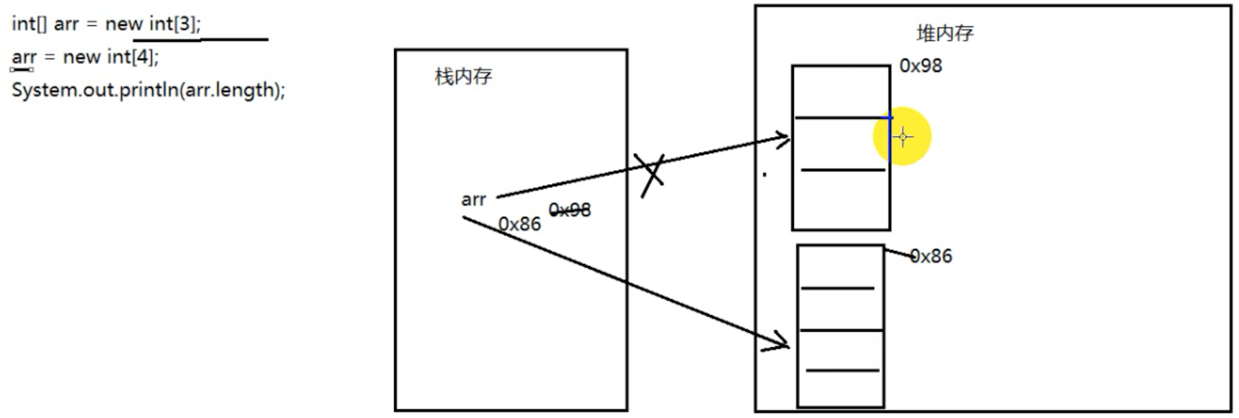 int[] arr = new int[3];
arr = new int[4];
System.out.println(arr.length);
栈内存
arr
0x86
0x98
堆内存
0x98
0x86